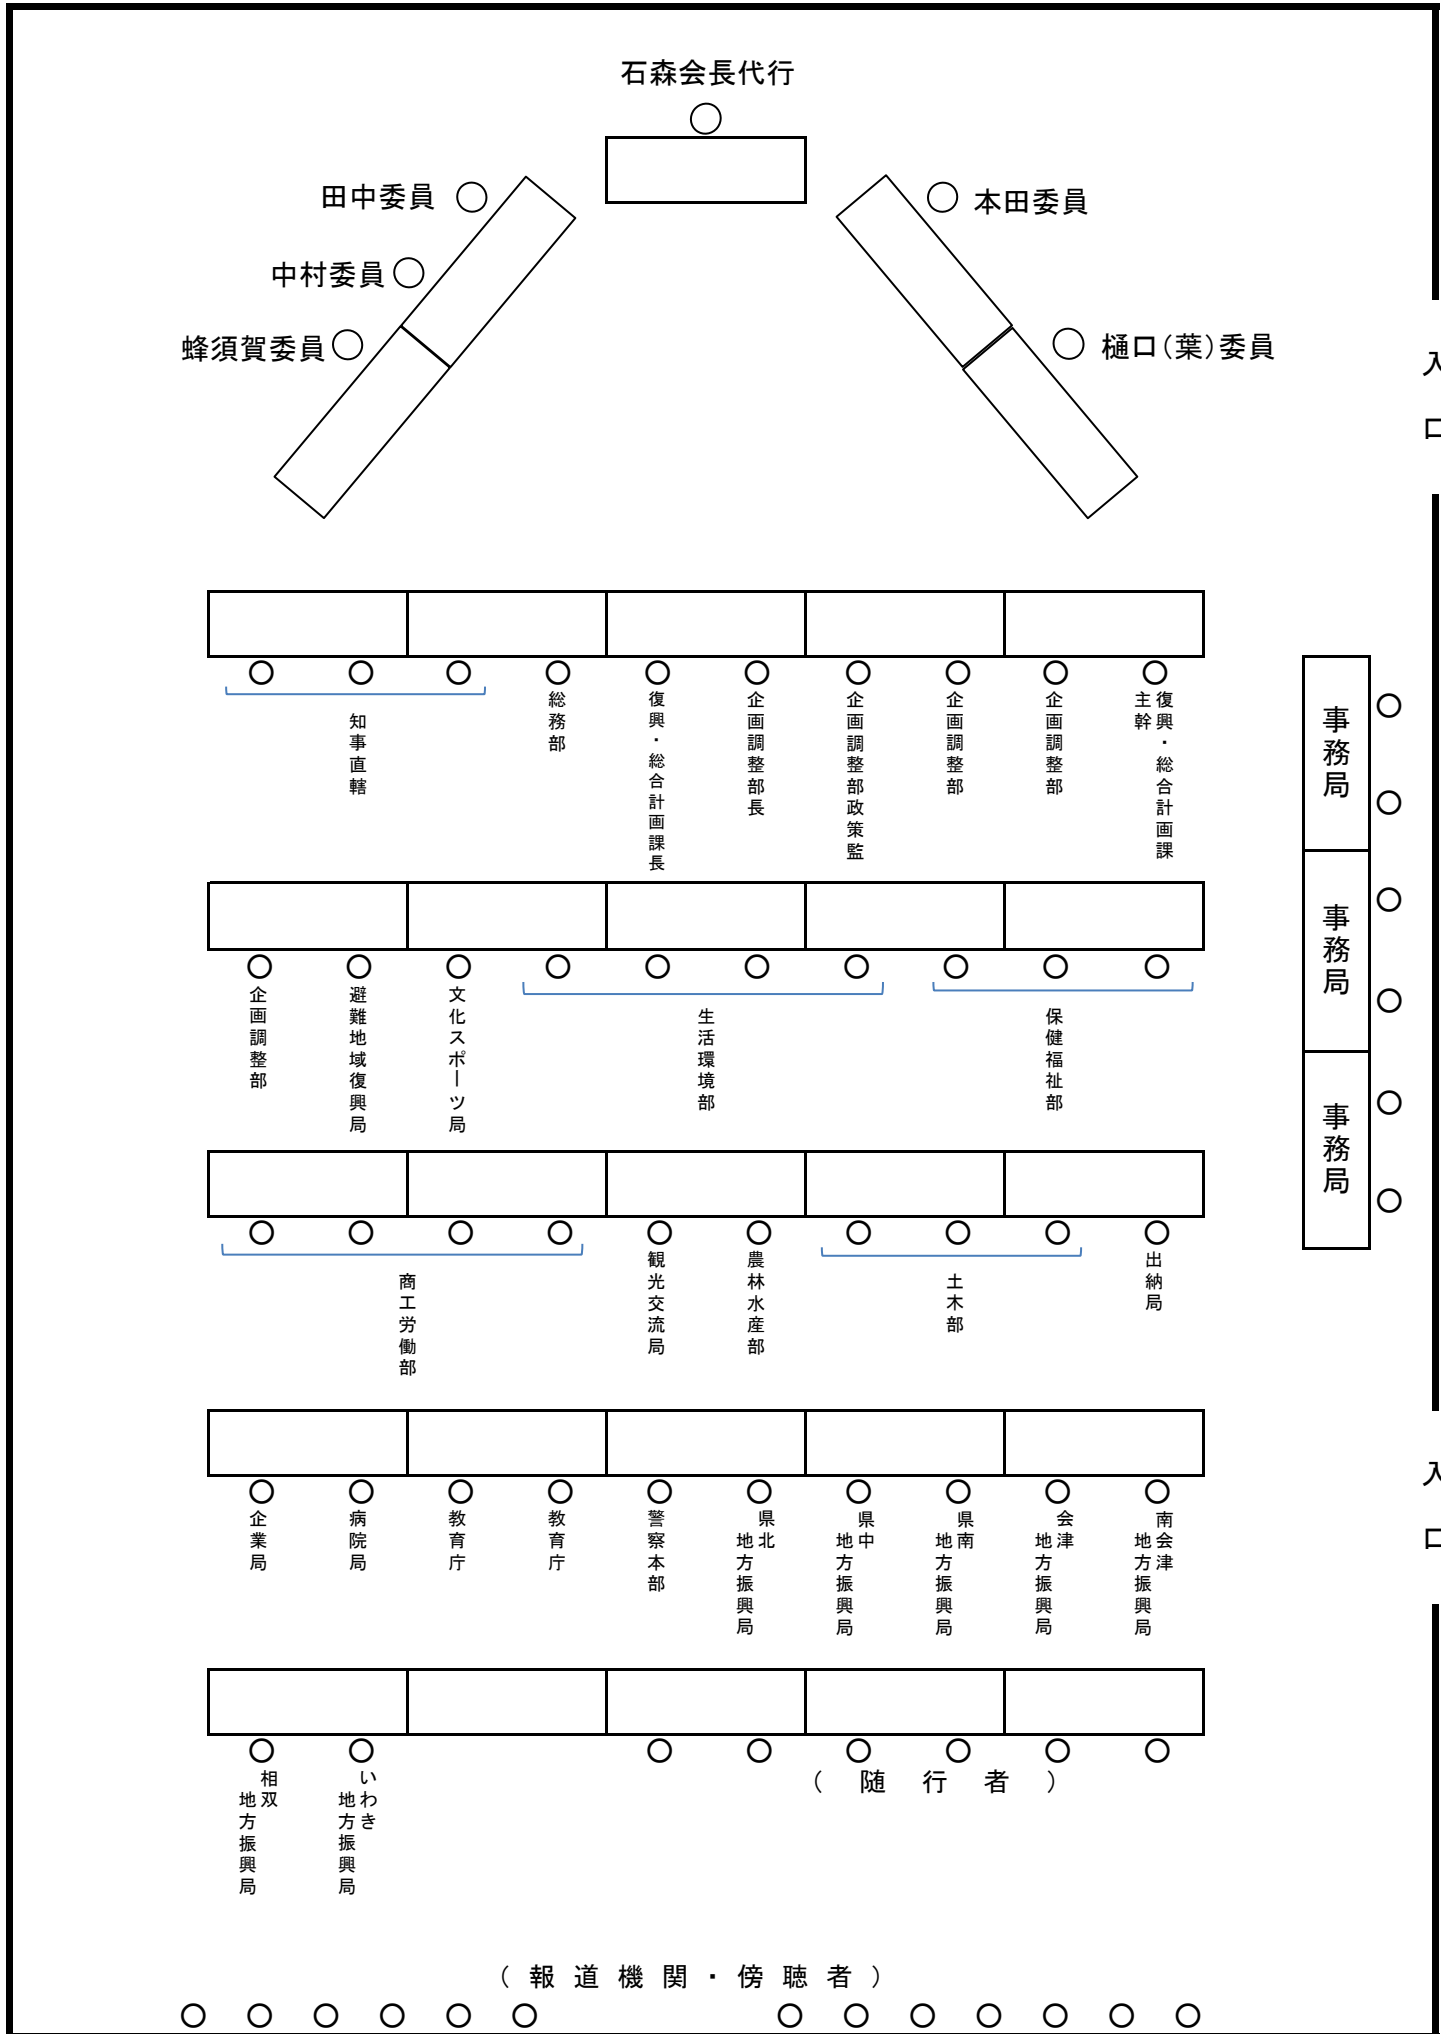 石森会長代行
田中委員
本田委員
中村委員
蜂須賀委員
樋口（葉）委員
入口
知事直轄
総務部
復興・総合計画課長
企画調整部長
企画調整部政策監
企画調整部
企画調整部
復興・総合計画課
主幹
事務局
事務局
事務局
企画調整部
避難地域復興局
文化スポーツ局
生活環境部
保健福祉部
商工労働部
観光交流局
農林水産部
土木部
出納局
入口
企業局
病院局
教育庁
教育庁
警察本部
県北
地方振興局
県中
地方振興局
県南
地方振興局
会津
地方振興局
南会津
地方振興局
相双
地方振興局
いわき
地方振興局
（随行者）
（報道機関・傍聴者）